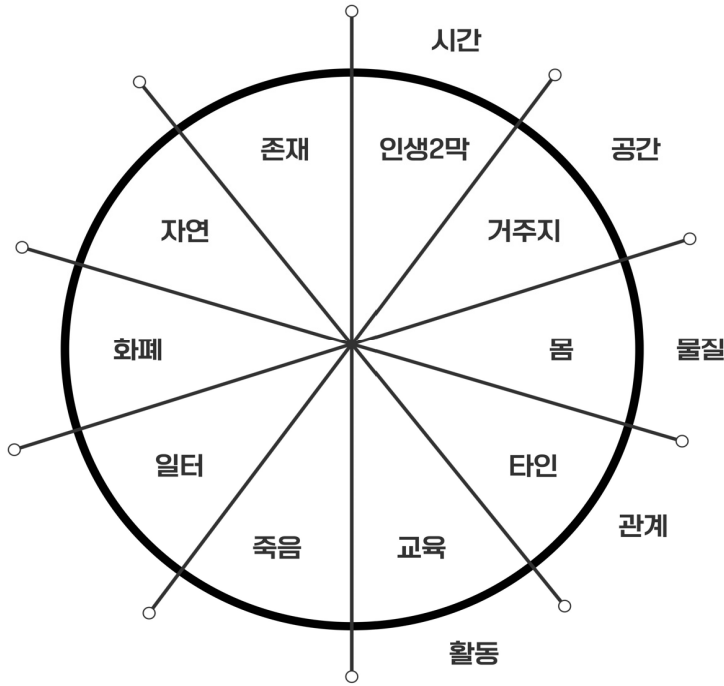 시간
존재
인생2막
공간
자연
거주지
화폐
몸
물질
일터
타인
관계
죽음
교육
활동